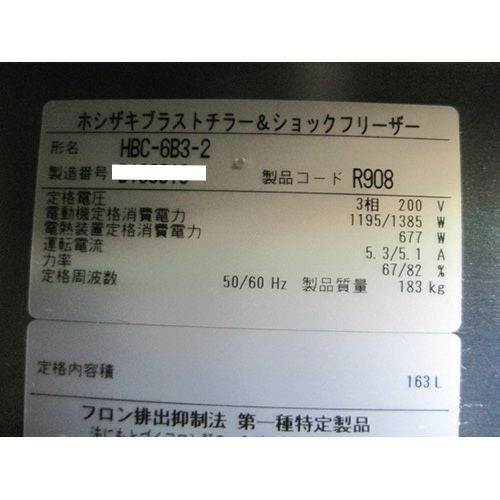 ホシザキブラストチラー&ショックフリーザー
形名 HBC-6B3-2
製造番号 製品コード R908
定格電圧 3相 200 V
電動機定格消費電力 1195/1385 W
電熱装置定格消費電力 677 W
運転電流 5.3/5.1 A
力率 67/82 %
定格周波数 50/60 Hz 製品質量 183 kg
定格内容積 163 L
フロン排出抑制法 第一種特定製品